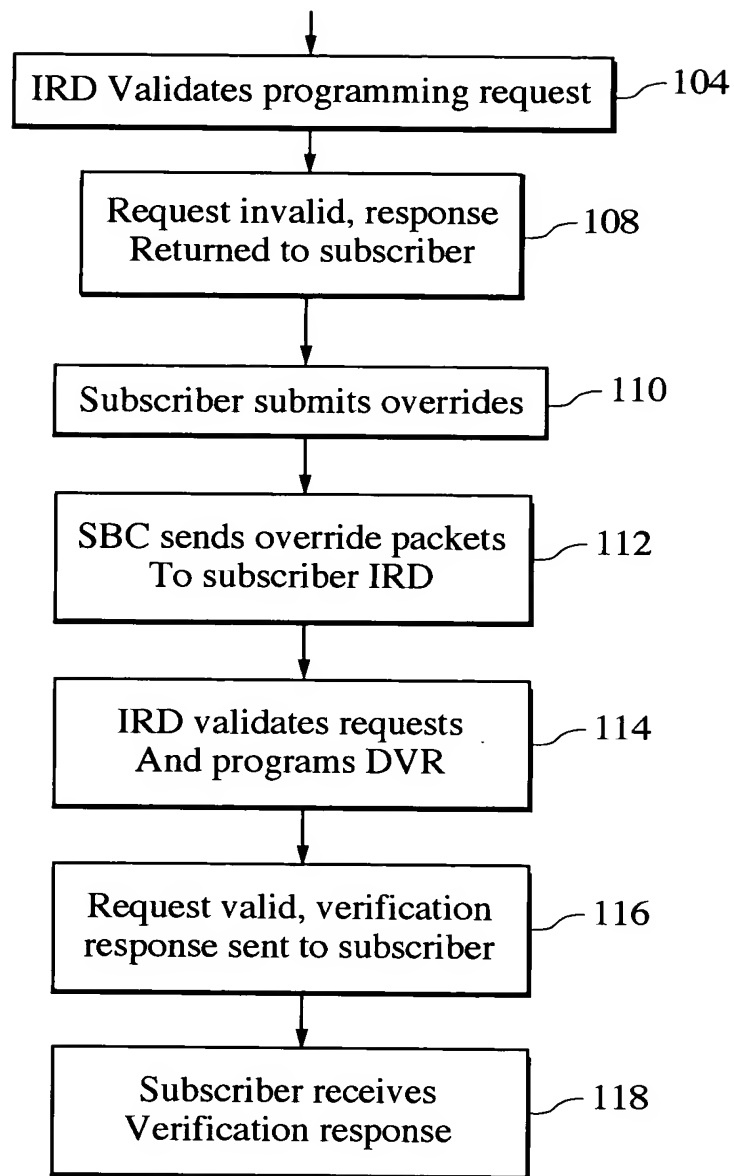 IRD Validates programming request
104
Request invalid, response
Returned to subscriber
108
Subscriber submits overrides
110
SBC sends override packets
To subscriber IRD
112
IRD validates requests
And programs DVR
114
Request valid, verification
response sent to subscriber
116
Subscriber receives
Verification response
118